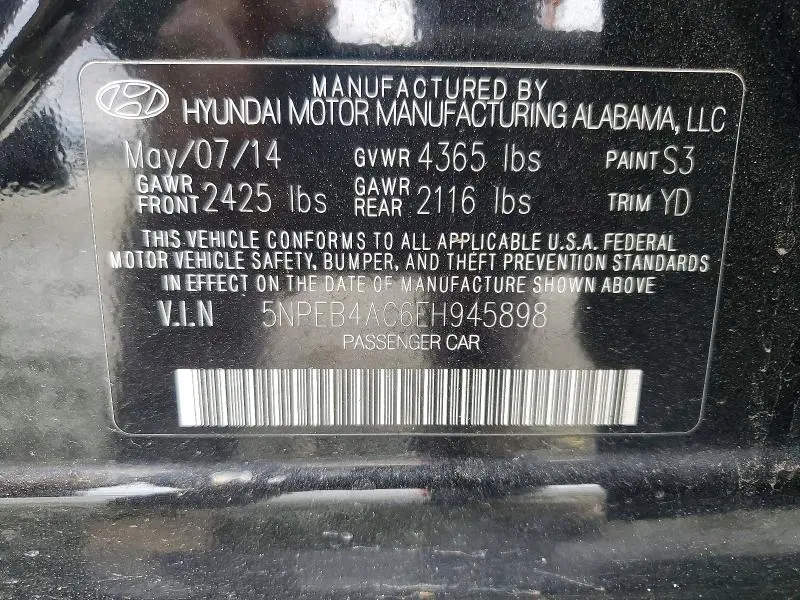 MANUFACTURED BY
HYUNDAI MOTOR MANUFACTURING ALABAMA, LLC
May/07/14 GVWR 4365 lbs PAINT S3
GAWR FRONT 2425 lbs GAWR REAR 2116 lbs TRIM YD
THIS VEHICLE CONFORMS TO ALL APPLICABLE U.S.A. FEDERAL
MOTOR VEHICLE SAFETY, BUMPER, AND THEFT PREVENTION STANDARDS
IN EFFECT ON THE DATE OF MANUFACTURE SHOWN ABOVE
V.I.N 5NPEB4AC6EH945898
PASSENGER CAR